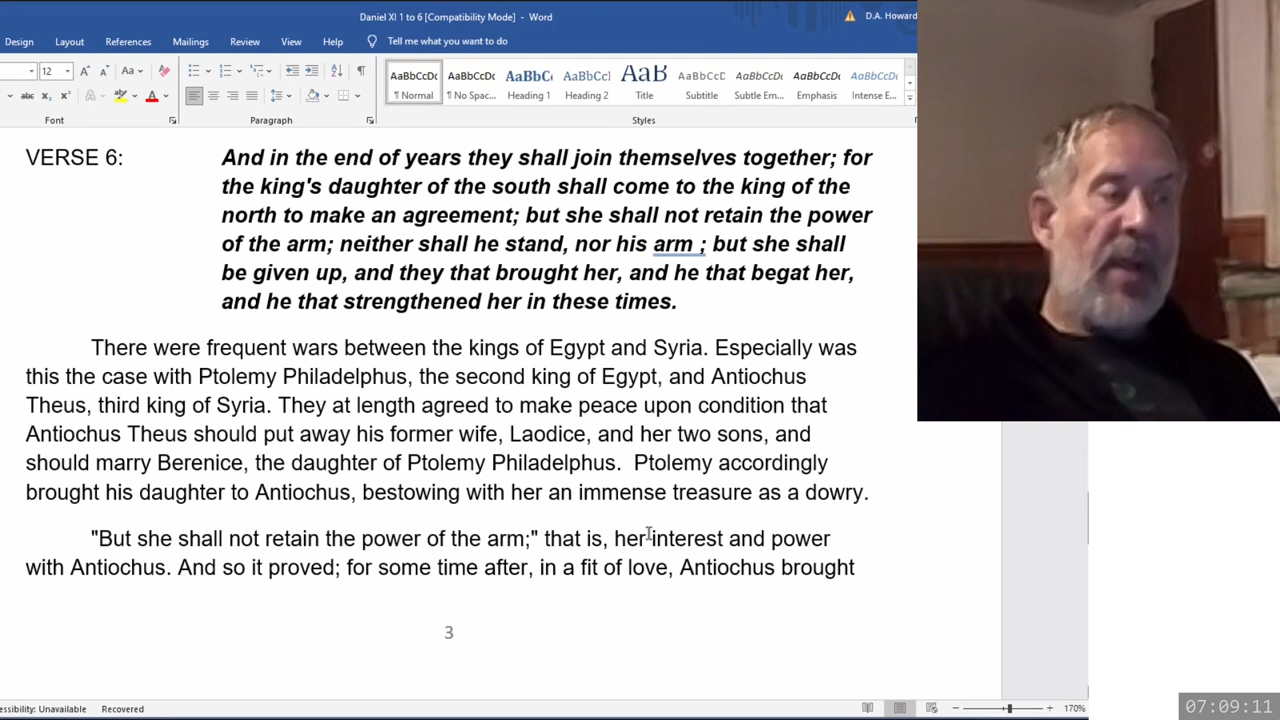 Daniel XI 1 to 6 [Compatibility Mode] - Word
D.A. Howard
Design Layout References Mailings Review View Help Tell me what you want to do
12
AaBbCcDc AaBbCcDc AaBbC AaBbCcI AaB AaBbCcD AaBbCcDc AaBbCcDc AaBbCcDc
¶ Normal ¶ No Spac... Heading 1 Heading 2 Title Subtitle Subtle Em... Emphasis Intense E...
Font Paragraph Styles
VERSE 6: And in the end of years they shall join themselves together; for
the king's daughter of the south shall come to the king of the
north to make an agreement; but she shall not retain the power
of the arm; neither shall he stand, nor his arm ; but she shall
be given up, and they that brought her, and he that begat her,
and he that strengthened her in these times.
There were frequent wars between the kings of Egypt and Syria. Especially was
this the case with Ptolemy Philadelphus, the second king of Egypt, and Antiochus
Theus, third king of Syria. They at length agreed to make peace upon condition that
Antiochus Theus should put away his former wife, Laodice, and her two sons, and
should marry Berenice, the daughter of Ptolemy Philadelphus. Ptolemy accordingly
brought his daughter to Antiochus, bestowing with her an immense treasure as a dowry.
"But she shall not retain the power of the arm;" that is, her interest and power
with Antiochus. And so it proved; for some time after, in a fit of love, Antiochus brought
3
essibility: Unavailable Recovered 170%
07:09:11